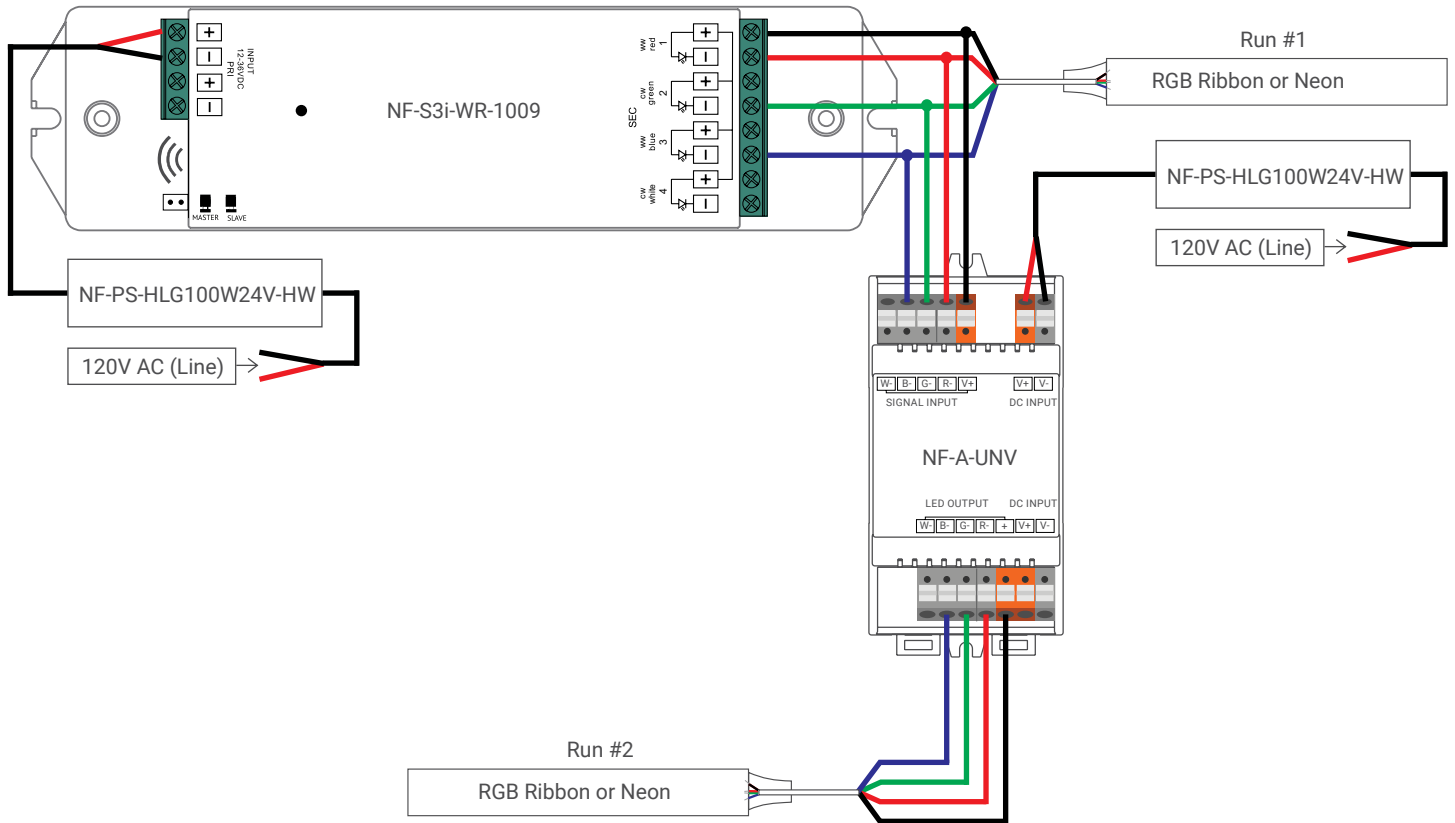 +
−
+
−
INPUT
12-36VDC
PRI
NF-S3i-WR-1009
SEC
ww
red
1
+
−
cw
green
2
+
−
ww
blue
3
+
−
cw
white
4
+
−
MASTER SLAVE
Run #1
RGB Ribbon or Neon
NF-PS-HLG100W24V-HW
120V AC (Line)
NF-PS-HLG100W24V-HW
120V AC (Line)
W- B- G- R- V+ V+ V-
SIGNAL INPUT DC INPUT
NF-A-UNV
LED OUTPUT DC INPUT
W- B- G- R- + V+ V-
Run #2
RGB Ribbon or Neon